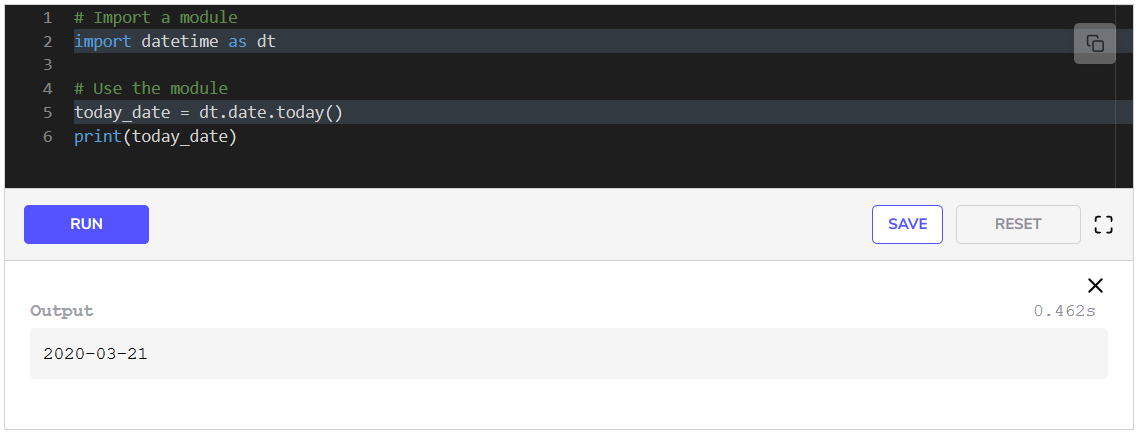 1 # Import a module
2 import datetime as dt
3
4 # Use the module
5 today_date = dt.date.today()
6 print(today_date)
RUN SAVE RESET
Output 0.462s
2020-03-21